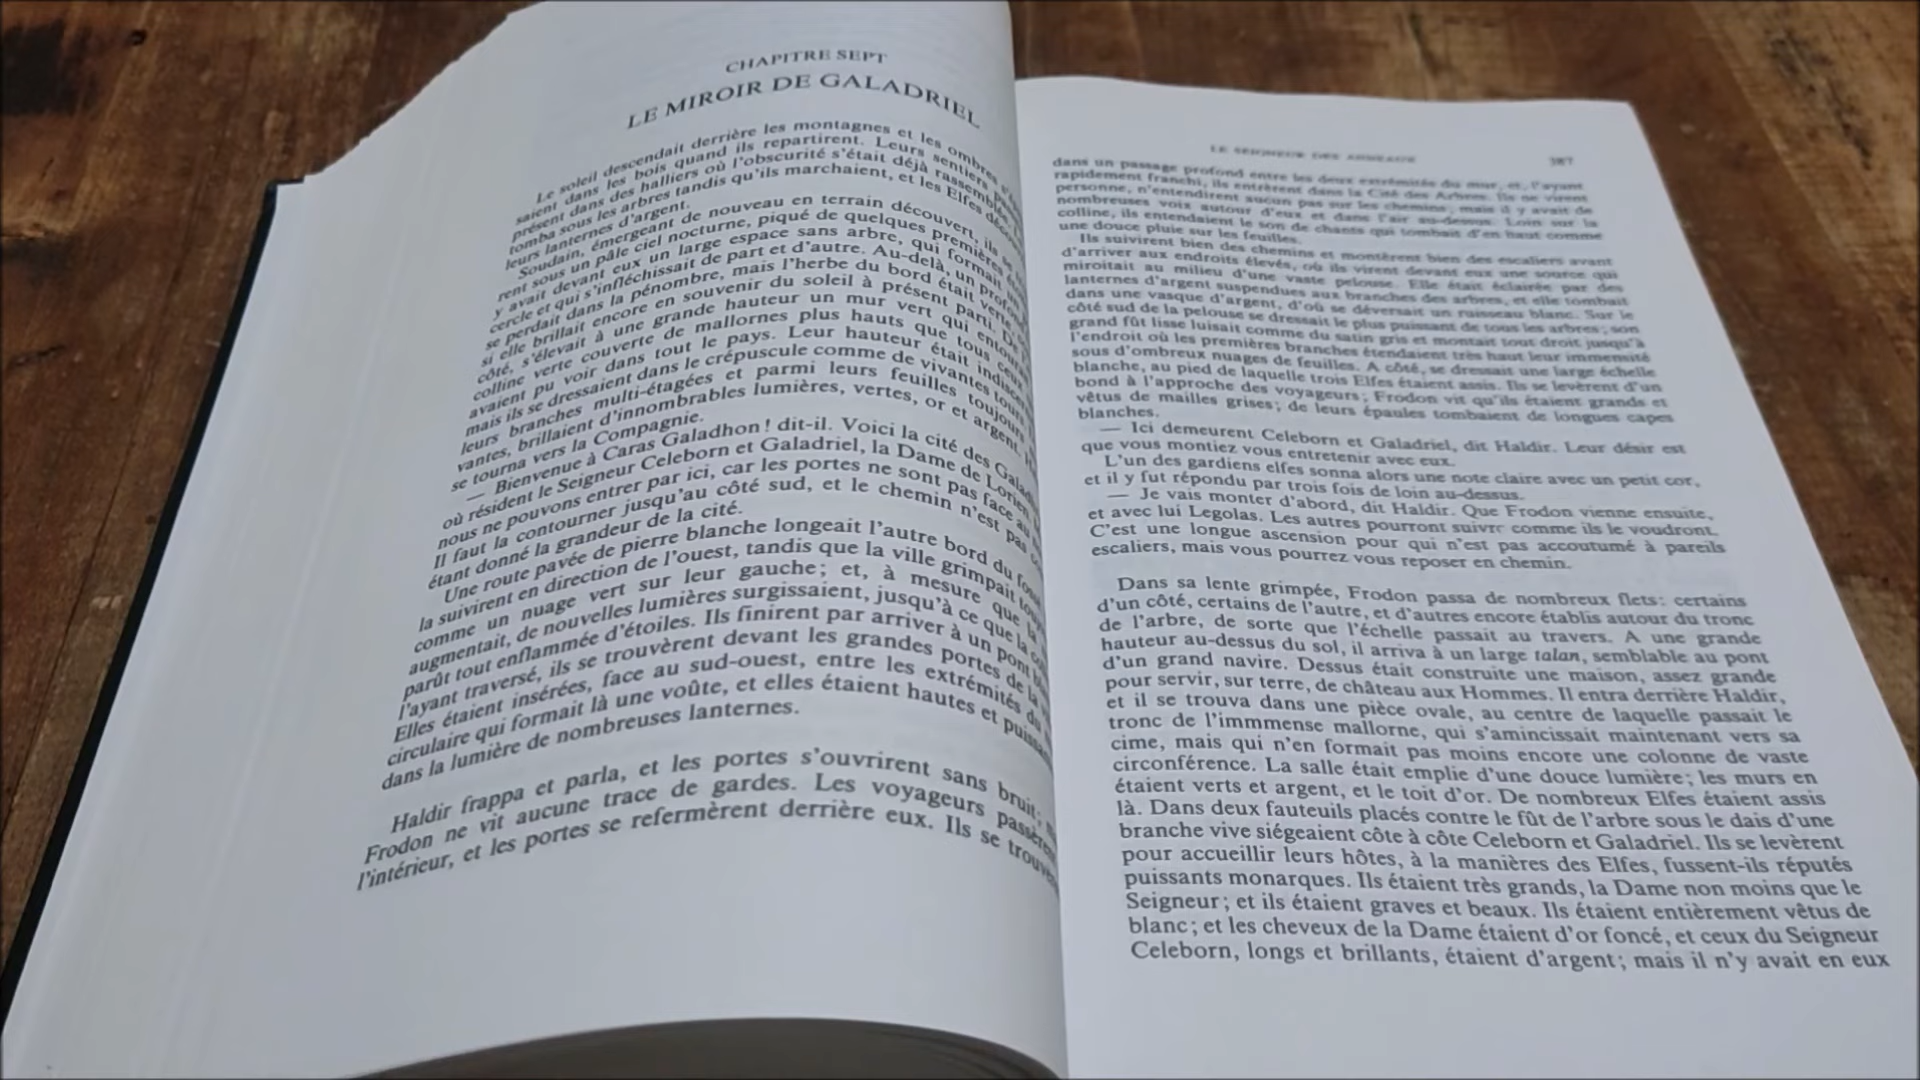 CHAPITRE SEPT
LE MIROIR DE GALADRIEL
Le soleil descendait derrière les montagnes et les ombres
saient dans les bois quand ils repartirent. Leurs sentiers
présent dans des halliers où l'obscurité s'était déjà
tomba sous les arbres tandis qu'ils marchaient, et les Elfes
leurs lanternes d'argent.
Soudain, émergeant de nouveau en terrain découvert, ils
rent sous un pâle ciel nocturne, piqué de quelques premières
y avait devant eux un large espace sans arbre, qui formait
cercle et qui s'infléchissait de part et d'autre. Au-delà, un
se perdait dans la pénombre, mais l'herbe du bord était verte
si elle brillait encore en souvenir du soleil à présent parti.
côté, s'élevait à une grande hauteur un mur vert qui
colline verte couverte de mallornes plus hauts que tous ceux
avaient pu voir dans tout le pays. Leur hauteur était
mais ils se dressaient dans le crépuscule comme de vivantes tours
leurs branches multi-étagées et parmi leurs feuilles toujours
vantes, brillaient d'innombrables lumières, vertes, or et argent.
se tourna vers la Compagnie.
— Bienvenue à Caras Galadhon ! dit-il. Voici la cité des
où résident le Seigneur Celeborn et Galadriel, la Dame de Lorien
nous ne pouvons entrer par ici, car les portes ne sont pas face au
Il faut la contourner jusqu'au côté sud, et le chemin n'est pas
étant donné la grandeur de la cité.
Une route pavée de pierre blanche longeait l'autre bord du
la suivirent en direction de l'ouest, tandis que la ville grimpait
comme un nuage vert sur leur gauche ; et, à mesure que la
augmentait, de nouvelles lumières surgissaient, jusqu'à ce que la
parût tout enflammée d'étoiles. Ils finirent par arriver à un pont
l'ayant traversé, ils se trouvèrent devant les grandes portes de la
Elles étaient insérées, face au sud-ouest, entre les extrémités du
circulaire qui formait là une voûte, et elles étaient hautes et
dans la lumière de nombreuses lanternes.
Haldir frappa et parla, et les portes s'ouvrirent sans bruit ;
Frodon ne vit aucune trace de gardes. Les voyageurs
l'intérieur, et les portes se refermèrent derrière eux. Ils se
LE SEIGNEUR DES ANNEAUX 387
dans un passage profond entre les deux extrémités du mur, et, l'ayant
rapidement franchi, ils entrèrent dans la Cité des Arbres. Ils ne virent
personne, n'entendirent aucun pas sur les chemins ; mais il y avait de
nombreuses voix autour d'eux et dans l'air au-dessus. Loin sur la
colline, ils entendaient le son de chants qui tombait d'en haut comme
une douce pluie sur les feuilles.
Ils suivirent bien des chemins et montèrent bien des escaliers avant
d'arriver aux endroits élevés, où ils virent devant eux une source qui
miroitait au milieu d'une vaste pelouse. Elle était éclairée par des
lanternes d'argent suspendues aux branches des arbres, et elle tombait
dans une vasque d'argent, d'où se déversait un ruisseau blanc. Sur le
côté sud de la pelouse se dressait le plus puissant de tous les arbres ; son
grand fût lisse luisait comme du satin gris et montait tout droit jusqu'à
l'endroit où les premières branches étendaient très haut leur immensité
sous d'ombreux nuages de feuilles. A côté, se dressait une large échelle
blanche, au pied de laquelle trois Elfes étaient assis. Ils se levèrent d'un
bond à l'approche des voyageurs ; Frodon vit qu'ils étaient grands et
vêtus de mailles grises ; de leurs épaules tombaient de longues capes
blanches.
— Ici demeurent Celeborn et Galadriel, dit Haldir. Leur désir est
que vous montiez vous entretenir avec eux.
L'un des gardiens elfes sonna alors une note claire avec un petit cor,
et il y fut répondu par trois fois de loin au-dessus.
— Je vais monter d'abord, dit Haldir. Que Frodon vienne ensuite,
et avec lui Legolas. Les autres pourront suivre comme ils le voudront.
C'est une longue ascension pour qui n'est pas accoutumé à pareils
escaliers, mais vous pourrez vous reposer en chemin.
Dans sa lente grimpée, Frodon passa de nombreux flets : certains
d'un côté, certains de l'autre, et d'autres encore établis autour du tronc
de l'arbre, de sorte que l'échelle passait au travers. A une grande
hauteur au-dessus du sol, il arriva à un large talan, semblable au pont
d'un grand navire. Dessus était construite une maison, assez grande
pour servir, sur terre, de château aux Hommes. Il entra derrière Haldir,
et il se trouva dans une pièce ovale, au centre de laquelle passait le
tronc de l'immmense mallorne, qui s'amincissait maintenant vers sa
cime, mais qui n'en formait pas moins encore une colonne de vaste
circonférence. La salle était emplie d'une douce lumière ; les murs en
étaient verts et argent, et le toit d'or. De nombreux Elfes étaient assis
là. Dans deux fauteuils placés contre le fût de l'arbre sous le dais d'une
branche vive siégeaient côte à côte Celeborn et Galadriel. Ils se levèrent
pour accueillir leurs hôtes, à la manières des Elfes, fussent-ils réputés
puissants monarques. Ils étaient très grands, la Dame non moins que le
Seigneur ; et ils étaient graves et beaux. Ils étaient entièrement vêtus de
blanc ; et les cheveux de la Dame étaient d'or foncé, et ceux du Seigneur
Celeborn, longs et brillants, étaient d'argent ; mais il n'y avait en eux